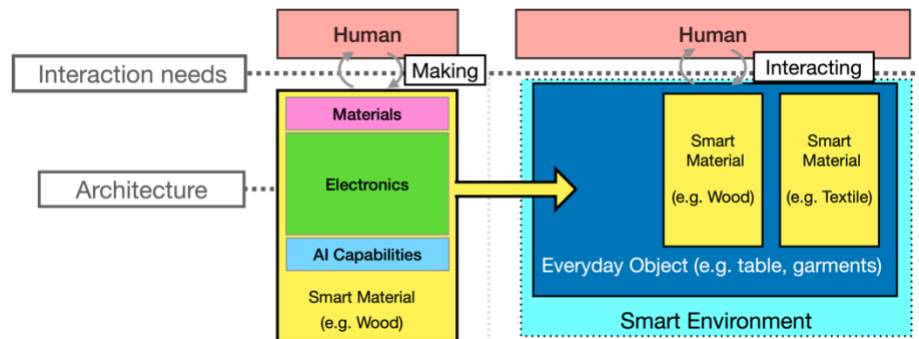 Human
Human
Interaction needs
Making
Interacting
Materials
Electronics
AI Capabilities
Smart Material
(e.g. Wood)
Architecture
Smart
Material
(e.g. Wood)
Smart
Material
(e.g. Textile)
Everyday Object (e.g. table, garments)
Smart Environment